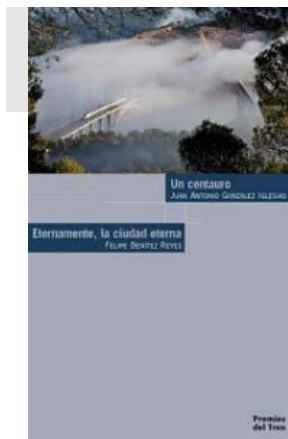 Un centauro
JUAN ANTONIO GONZÁLEZ IGLESIAS
Eternamente, la ciudad eterna
FELIPE BENÍTEZ REYES
Premios
del Tren